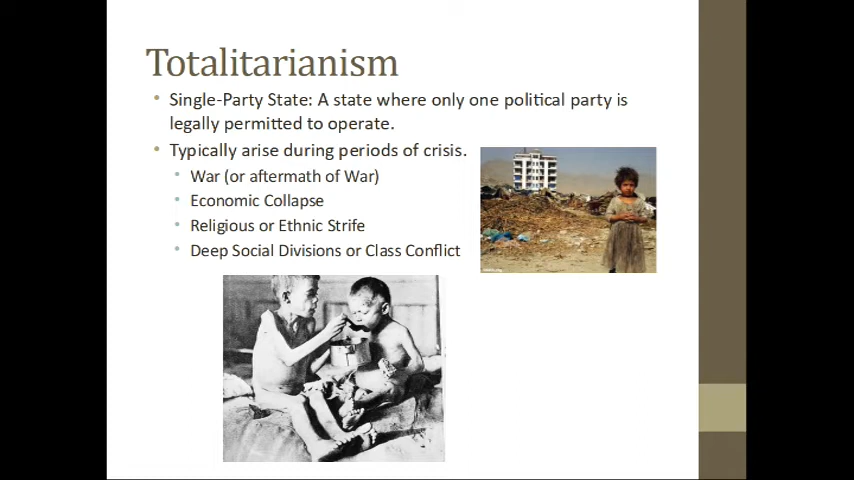 Totalitarianism
Single-Party State: A state where only one political party is
legally permitted to operate.
Typically arise during periods of crisis.
War (or aftermath of War)
Economic Collapse
Religious or Ethnic Strife
Deep Social Divisions or Class Conflict